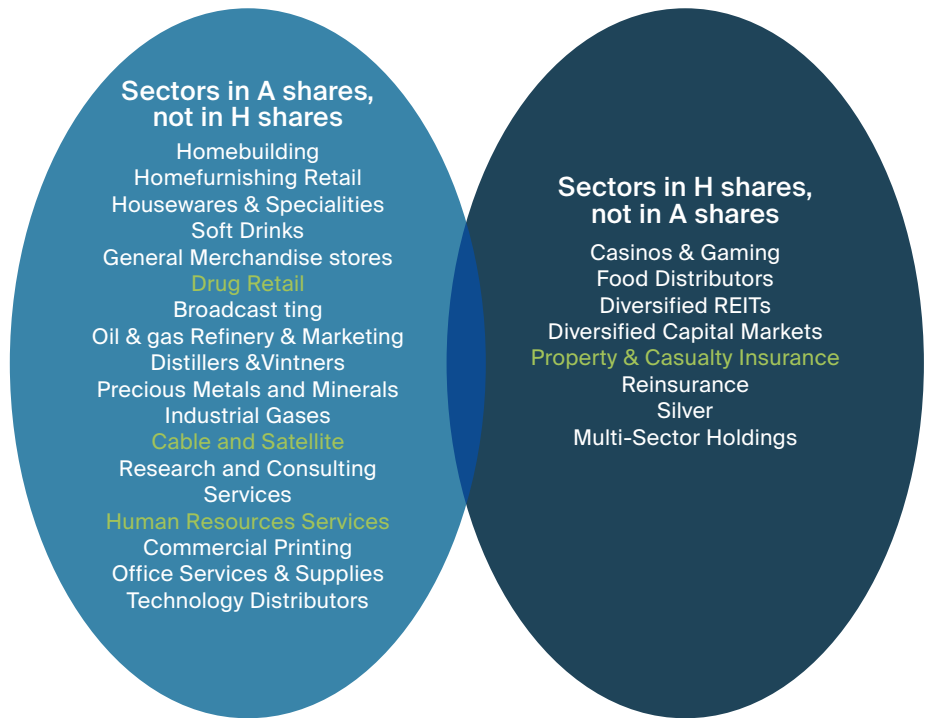 Sectors in A shares,
not in H shares
Homebuilding
Homefurnishing Retail
Housewares & Specialities
Soft Drinks
General Merchandise stores
Drug Retail
Broadcast ting
Oil & gas Refinery & Marketing
Distillers &Vintners
Precious Metals and Minerals
Industrial Gases
Cable and Satellite
Research and Consulting
Services
Human Resources Services
Commercial Printing
Office Services & Supplies
Technology Distributors
Sectors in H shares,
not in A shares
Casinos & Gaming
Food Distributors
Diversified REITs
Diversified Capital Markets
Property & Casualty Insurance
Reinsurance
Silver
Multi-Sector Holdings